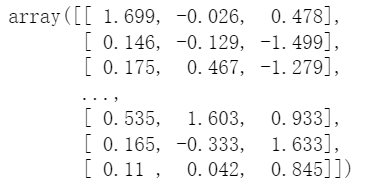 array([[ 1.699, -0.026,  0.478],
       [ 0.146, -0.129, -1.499],
       [ 0.175,  0.467, -1.279],
       ...,
       [ 0.535,  1.603,  0.933],
       [ 0.165, -0.333,  1.633],
       [ 0.11 ,  0.042,  0.845]])